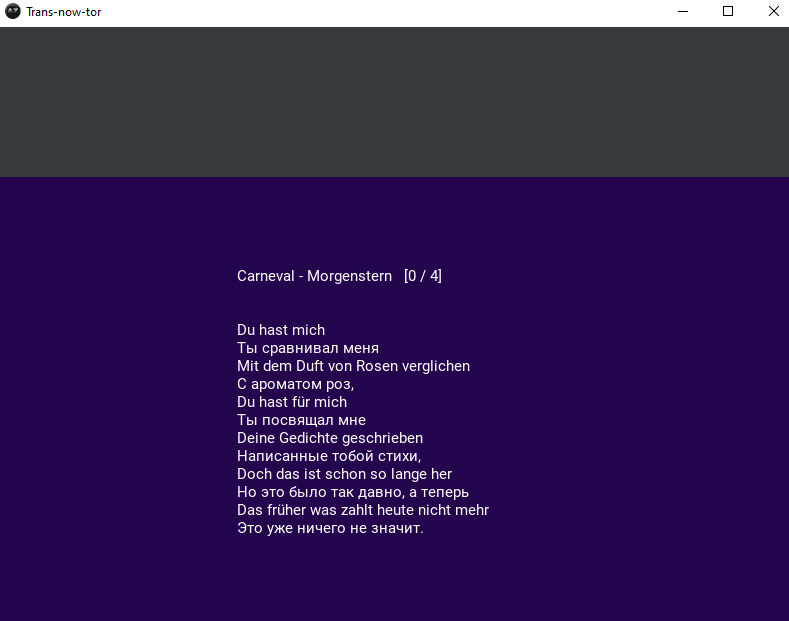 Trans-now-tor
Carneval - Morgenstern [0 / 4]
Du hast mich
Ты сравнивал меня
Mit dem Duft von Rosen verglichen
С ароматом роз,
Du hast für mich
Ты посвящал мне
Deine Gedichte geschrieben
Написанные тобой стихи,
Doch das ist schon so lange her
Но это было так давно, а теперь
Das früher was zahlt heute nicht mehr
Это уже ничего не значит.